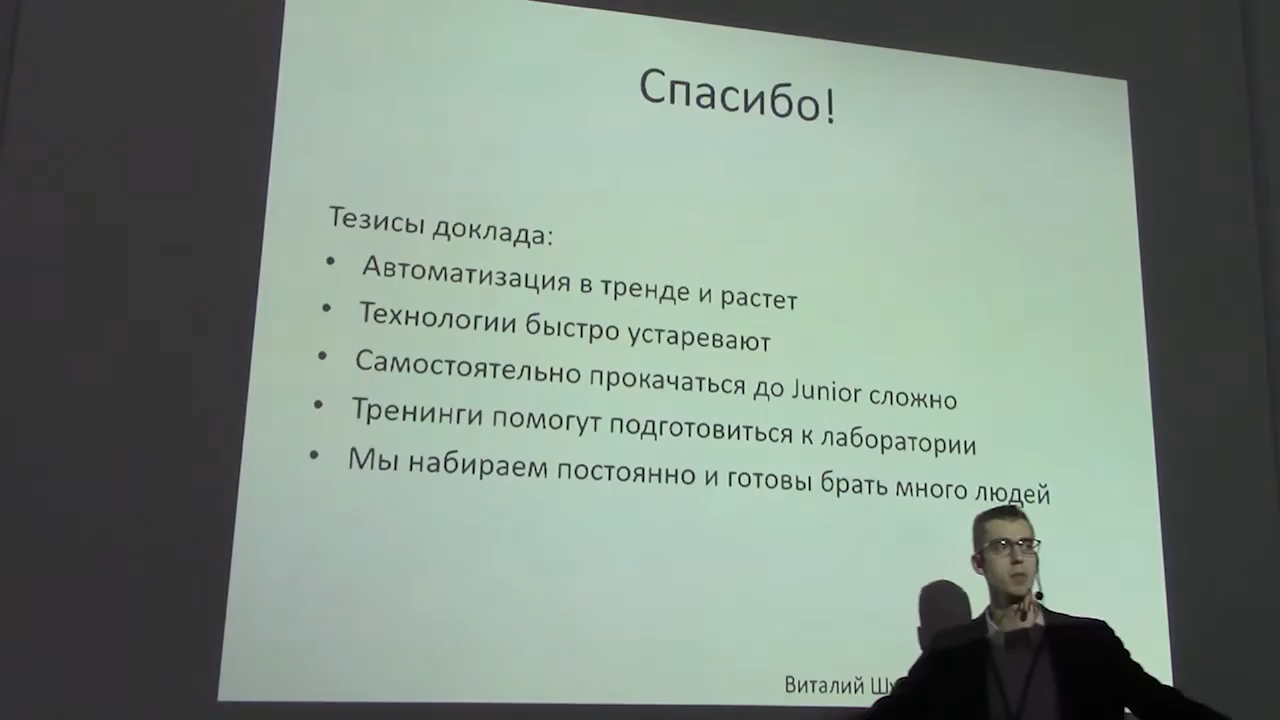 Спасибо!
Тезисы доклада:
• Автоматизация в тренде и растет
• Технологии быстро устаревают
• Самостоятельно прокачаться до Junior сложно
• Тренинги помогут подготовиться к лаборатории
• Мы набираем постоянно и готовы брать много людей
Виталий